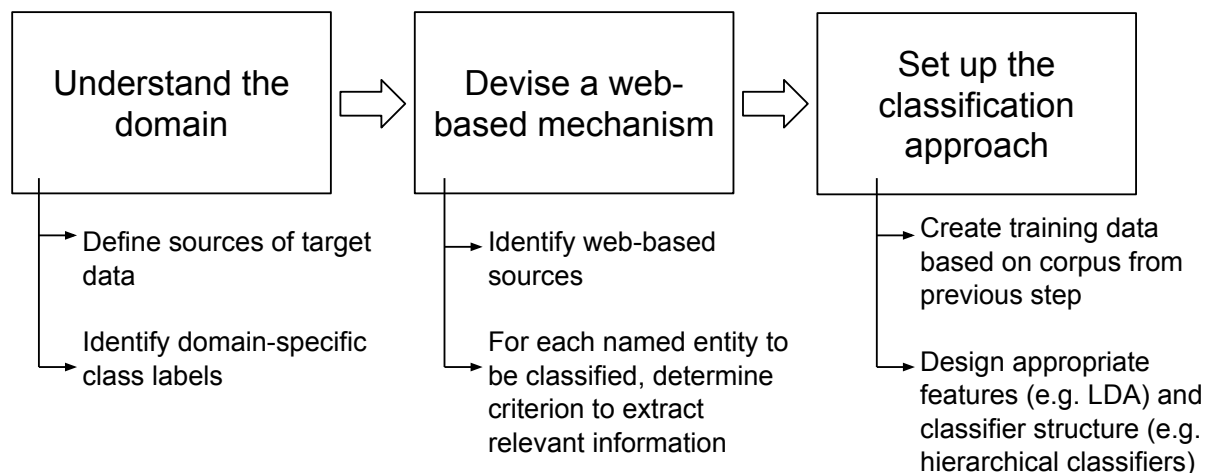 Understand the
domain
Define sources of target
data
Identify domain-specific
class labels
Devise a web-
based mechanism
Identify web-based
sources
For each named entity to
be classified, determine
criterion to extract
relevant information
Set up the
classification
approach
Create training data
based on corpus from
previous step
Design appropriate
features (e.g. LDA) and
classifier structure (e.g.
hierarchical classifiers)